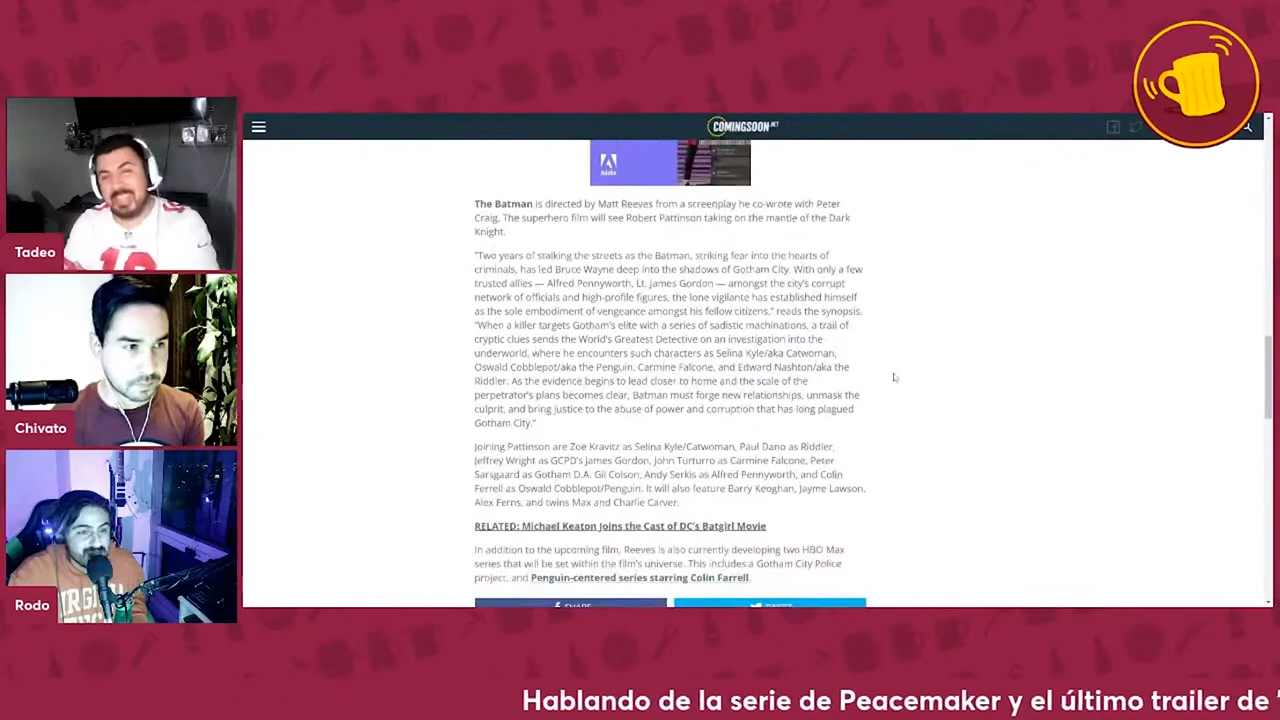 COMINGSOON.NET
Adobe
The Batman is directed by Matt Reeves from a screenplay he co-wrote with Peter
Craig. The superhero film will see Robert Pattinson taking on the mantle of the Dark
Knight.
"Two years of stalking the streets as the Batman, striking fear into the hearts of
criminals, has led Bruce Wayne deep into the shadows of Gotham City. With only a few
trusted allies — Alfred Pennyworth, Lt. James Gordon — amongst the city's corrupt
network of officials and high-profile figures, the lone vigilante has established himself
as the sole embodiment of vengeance amongst his fellow citizens," reads the synopsis.
"When a killer targets Gotham's elite with a series of sadistic machinations, a trail of
cryptic clues sends the World's Greatest Detective on an investigation into the
underworld, where he encounters such characters as Selina Kyle/aka Catwoman,
Oswald Cobblepot/aka the Penguin, Carmine Falcone, and Edward Nashton/aka the
Riddler. As the evidence begins to lead closer to home and the scale of the
perpetrator's plans becomes clear, Batman must forge new relationships, unmask the
culprit, and bring justice to the abuse of power and corruption that has long plagued
Gotham City."
Joining Pattinson are Zoë Kravitz as Selina Kyle/Catwoman, Paul Dano as Riddler,
Jeffrey Wright as GCPD's James Gordon, John Turturro as Carmine Falcone, Peter
Sarsgaard as Gotham D.A. Gil Colson, Andy Serkis as Alfred Pennyworth, and Colin
Ferrell as Oswald Cobblepot/Penguin. It will also feature Barry Keoghan, Jayme Lawson,
Alex Ferns, and twins Max and Charlie Carver.
RELATED: Michael Keaton Joins the Cast of DC's Batgirl Movie
In addition to the upcoming film, Reeves is also currently developing two HBO Max
series that will be set within the film's universe. This includes a Gotham City Police
project, and Penguin-centered series starring Colin Farrell.
SHARE
TWEET
Tadeo
Chivato
Rodo
Hablando de la serie de Peacemaker y el último trailer de